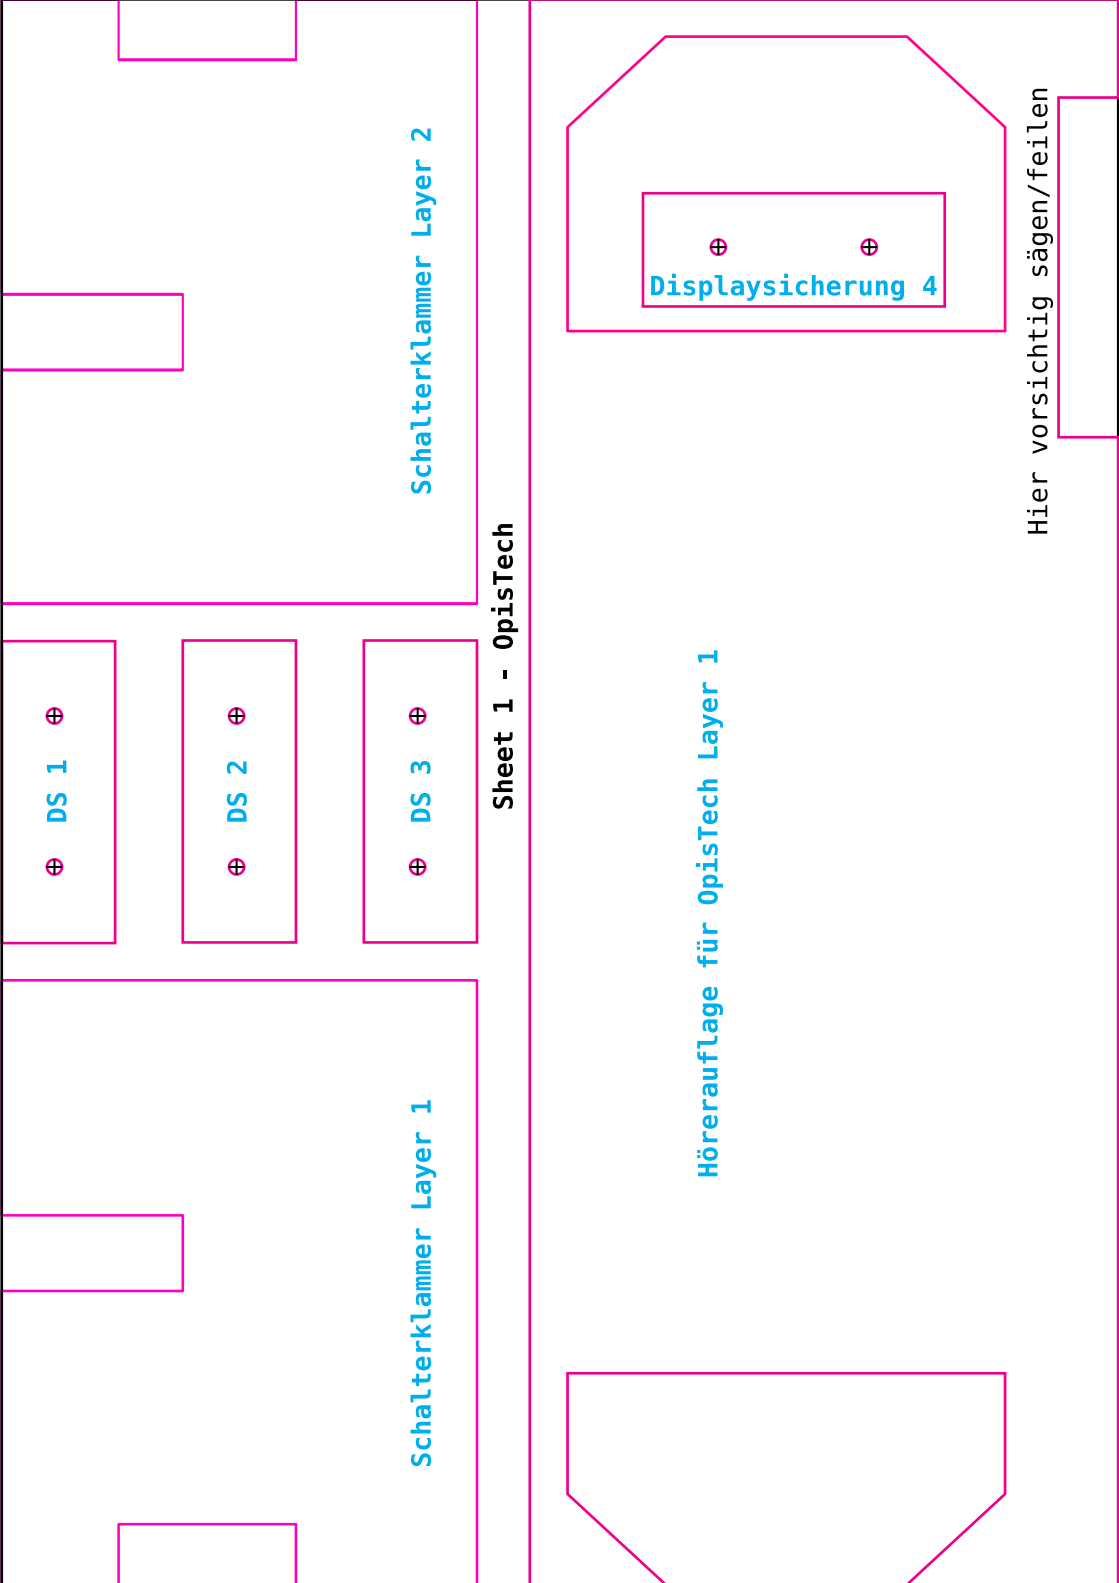 Schalterklammer Layer 2
Displaysicherung 4
Hier vorsichtig sägen/feilen
Sheet 1 - OpisTech
DS 1
DS 2
DS 3
Hörerauflage für OpisTech Layer 1
Schalterklammer Layer 1